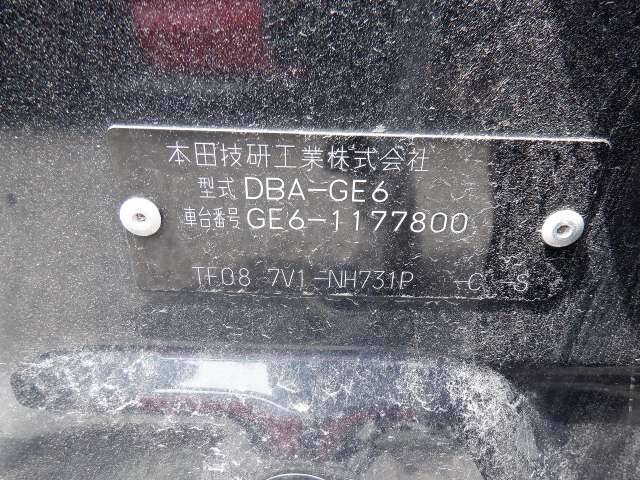 本田技研工業株式会社
型式 DBA-GE6
車台番号 GE6-1177800
TF08 7V1-NH731P -C -S